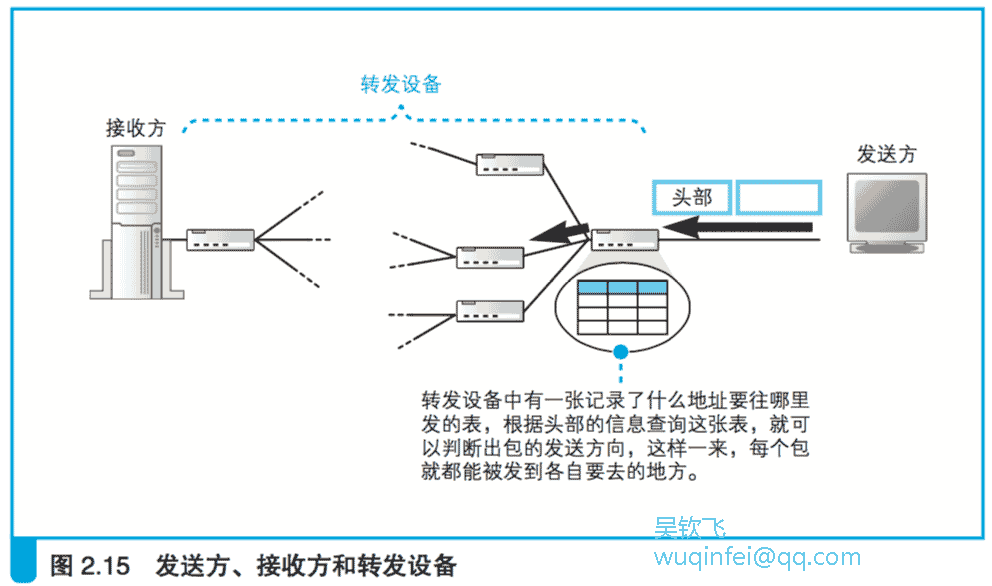 转发设备
接收方
发送方
头部
转发设备中有一张记录了什么地址要往哪里
发的表，根据头部的信息查询这张表，就可
以判断出包的发送方向，这样一来，每个包
就都能被发到各自要去的地方。
吴钦飞
wuqinfei@qq.com
图 2.15 发送方、接收方和转发设备